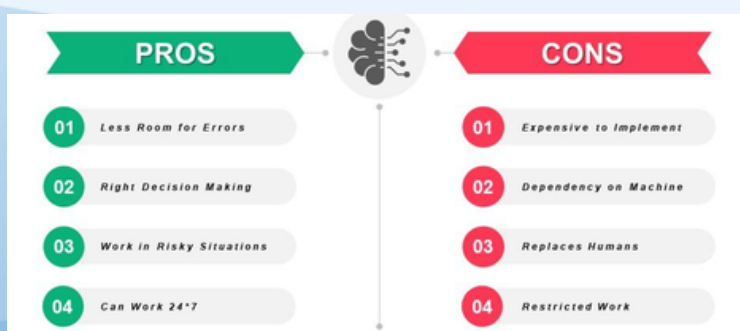 PROS
01 Less Room for Errors
02 Right Decision Making
03 Work in Risky Situations
04 Can Work 24*7
CONS
01 Expensive to Implement
02 Dependency on Machine
03 Replaces Humans
04 Restricted Work